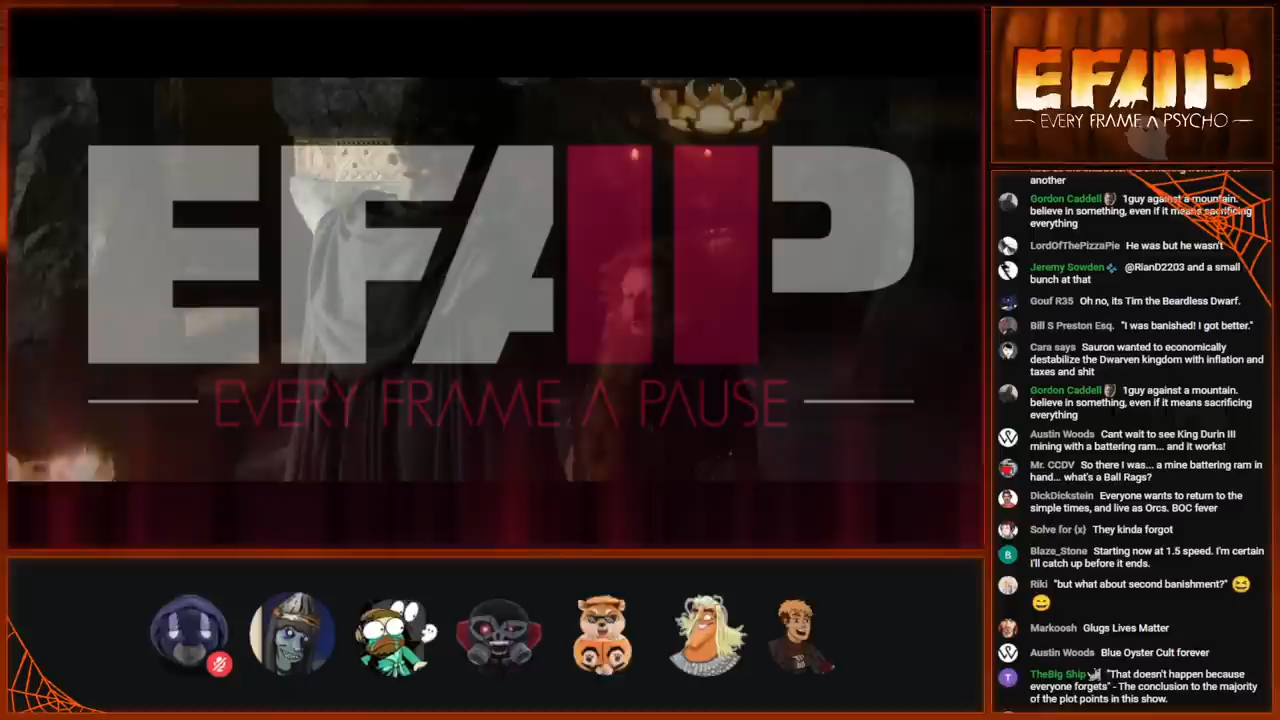 EFAP
EVERY FRAME A PAUSE
EFAP
EVERY FRAME A PSYCHO
another
Gordon Caddell 1guy against a mountain.
believe in something, even if it means sacrificing
everything
LordOfThePizzaPie He was but he wasn't
Jeremy Sowden @RianD2203 and a small
bunch at that
Gouf R35 Oh no, its Tim the Beardless Dwarf.
Bill S Preston Esq. "I was banished! I got better."
Cara says Sauron wanted to economically
destabilize the Dwarven kingdom with inflation and
taxes and shit
Gordon Caddell 1guy against a mountain.
believe in something, even if it means sacrificing
everything
Austin Woods Cant wait to see King Durin III
mining with a battering ram... and it works!
Mr. CCDV So there I was... a mine battering ram in
hand... what's a Ball Rags?
DickDickstein Everyone wants to return to the
simple times, and live as Orcs. BOC fever
Solve for {x} They kinda forgot
B Blaze_Stone Starting now at 1.5 speed. I'm certain
I'll catch up before it ends.
Riki "but what about second banishment?"
Markoosh Glugs Lives Matter
Austin Woods Blue Oyster Cult forever
T TheBig Ship "That doesn't happen because
everyone forgets" - The conclusion to the majority
of the plot points in this show.